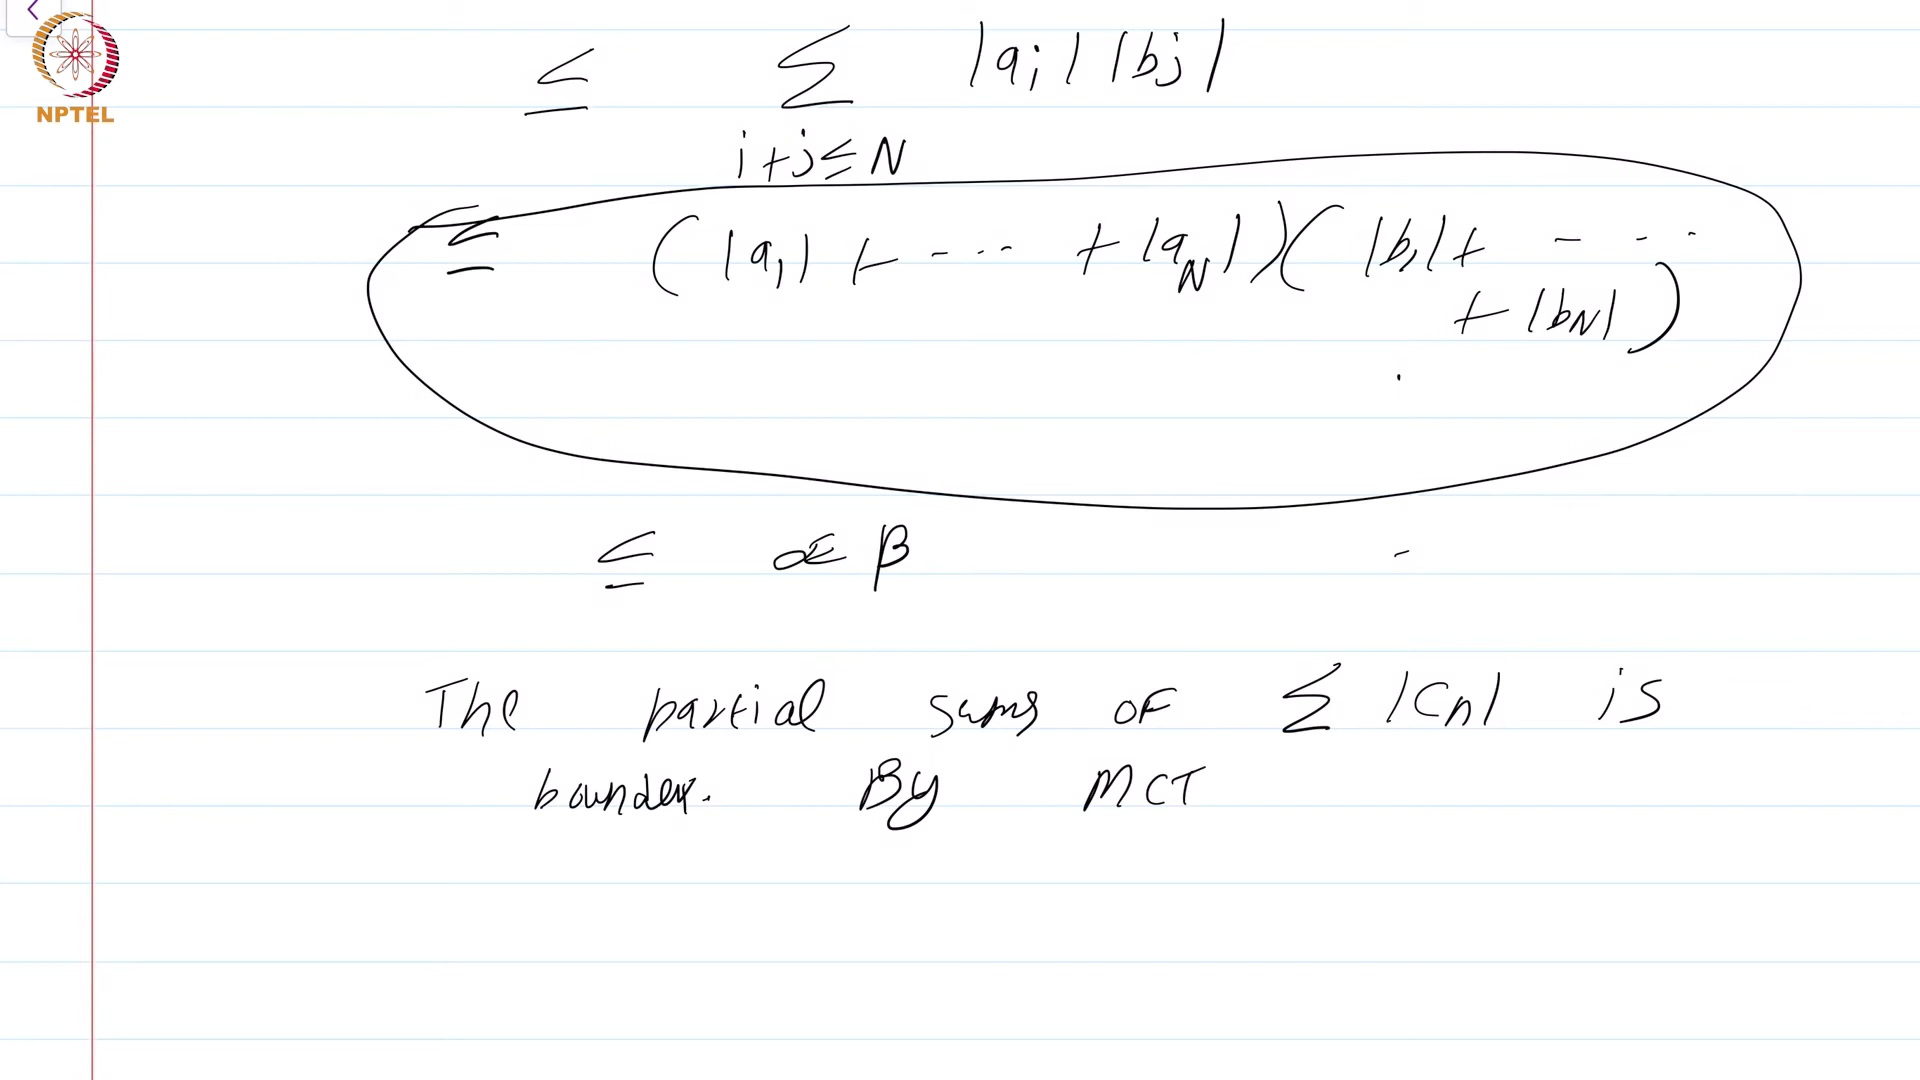 NPTEL
≤ Σ |ai| |bj|
i+j≤N
≤ (|a1| + - ... + |aN|)(|b1| + - - ..
+ |bN|)
≤ α β
The partial sums of Σ |Cn| is
bounded. By MCT